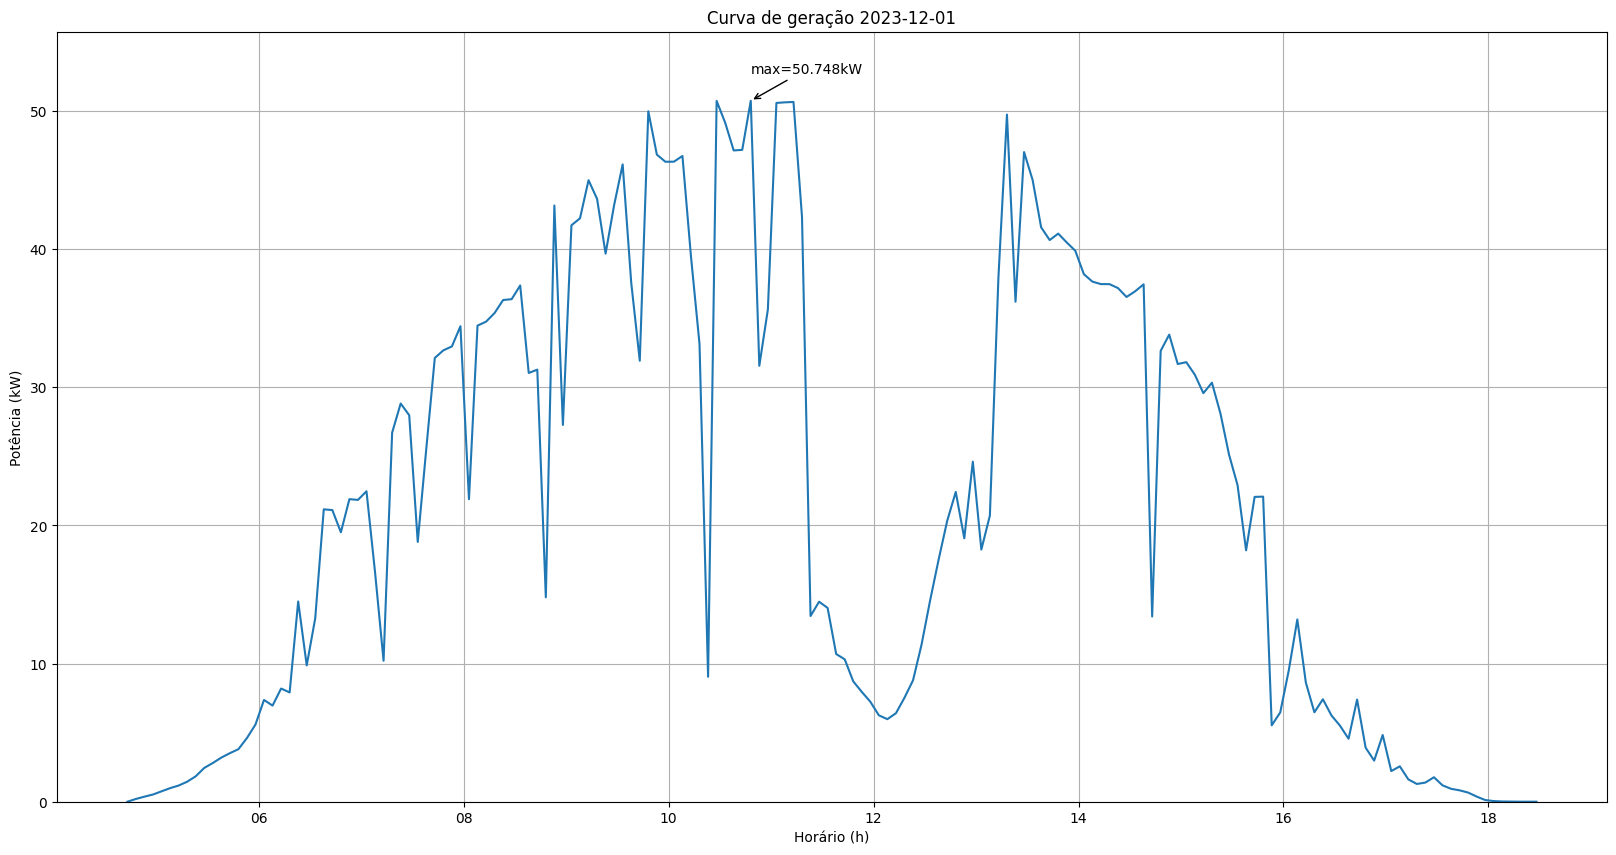 Curva de geração 2023-12-01
max=50.748kW
50
40
30
20
10
0
Potência (kW)
06 08 10 12 14 16 18
Horário (h)